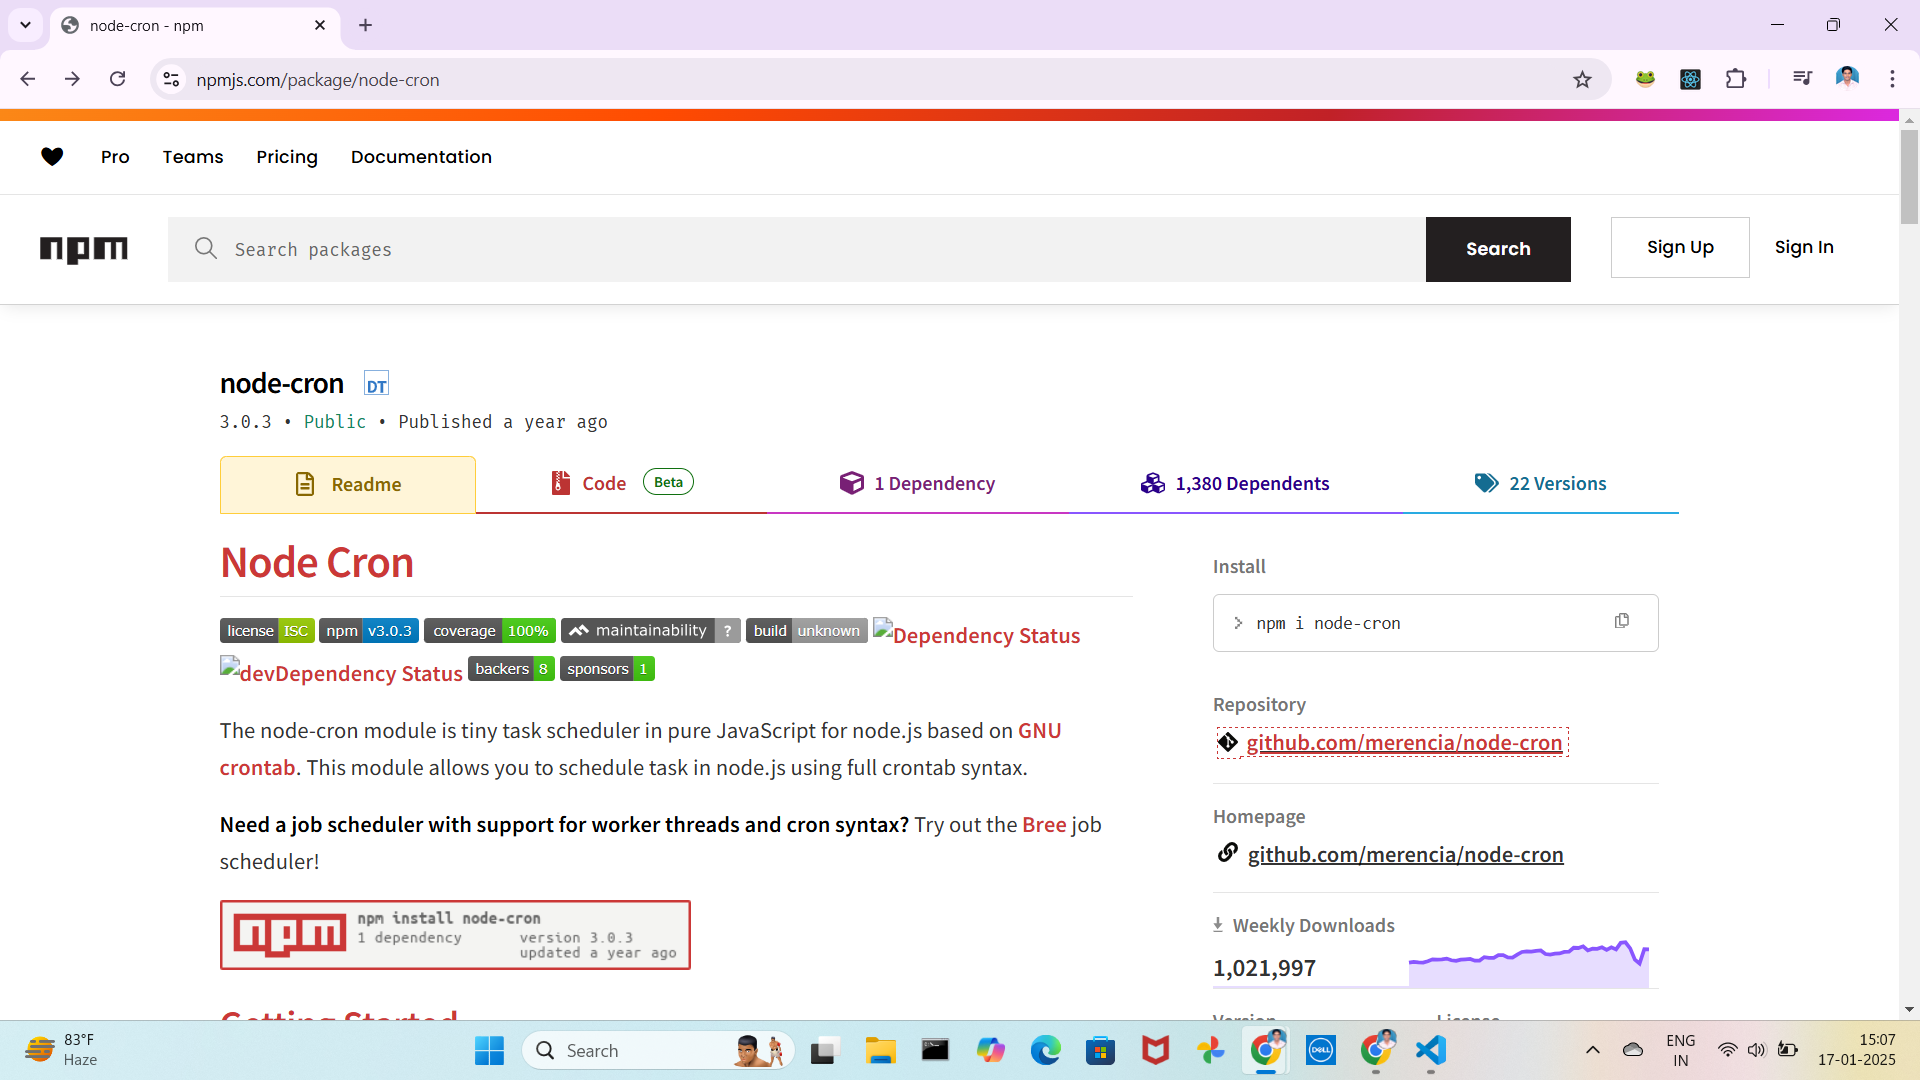 node-cron - npm
npmjs.com/package/node-cron
Pro Teams Pricing Documentation
npm Search packages Search Sign Up Sign In
node-cron DT
3.0.3 • Public • Published a year ago
Readme Code Beta 1 Dependency 1,380 Dependents 22 Versions
Node Cron
license ISC npm v3.0.3 coverage 100% maintainability ? build unknown Dependency Status
devDependency Status backers 8 sponsors 1
The node-cron module is tiny task scheduler in pure JavaScript for node.js based on GNU
crontab. This module allows you to schedule task in node.js using full crontab syntax.
Need a job scheduler with support for worker threads and cron syntax? Try out the Bree job
scheduler!
npm npm install node-cron
1 dependency version 3.0.3
updated a year ago
Getting Started
Install
> npm i node-cron
Repository
github.com/merencia/node-cron
Homepage
github.com/merencia/node-cron
Weekly Downloads
1,021,997
Version License
83°F
Haze
Search
DELL
ENG
IN
15:07
17-01-2025